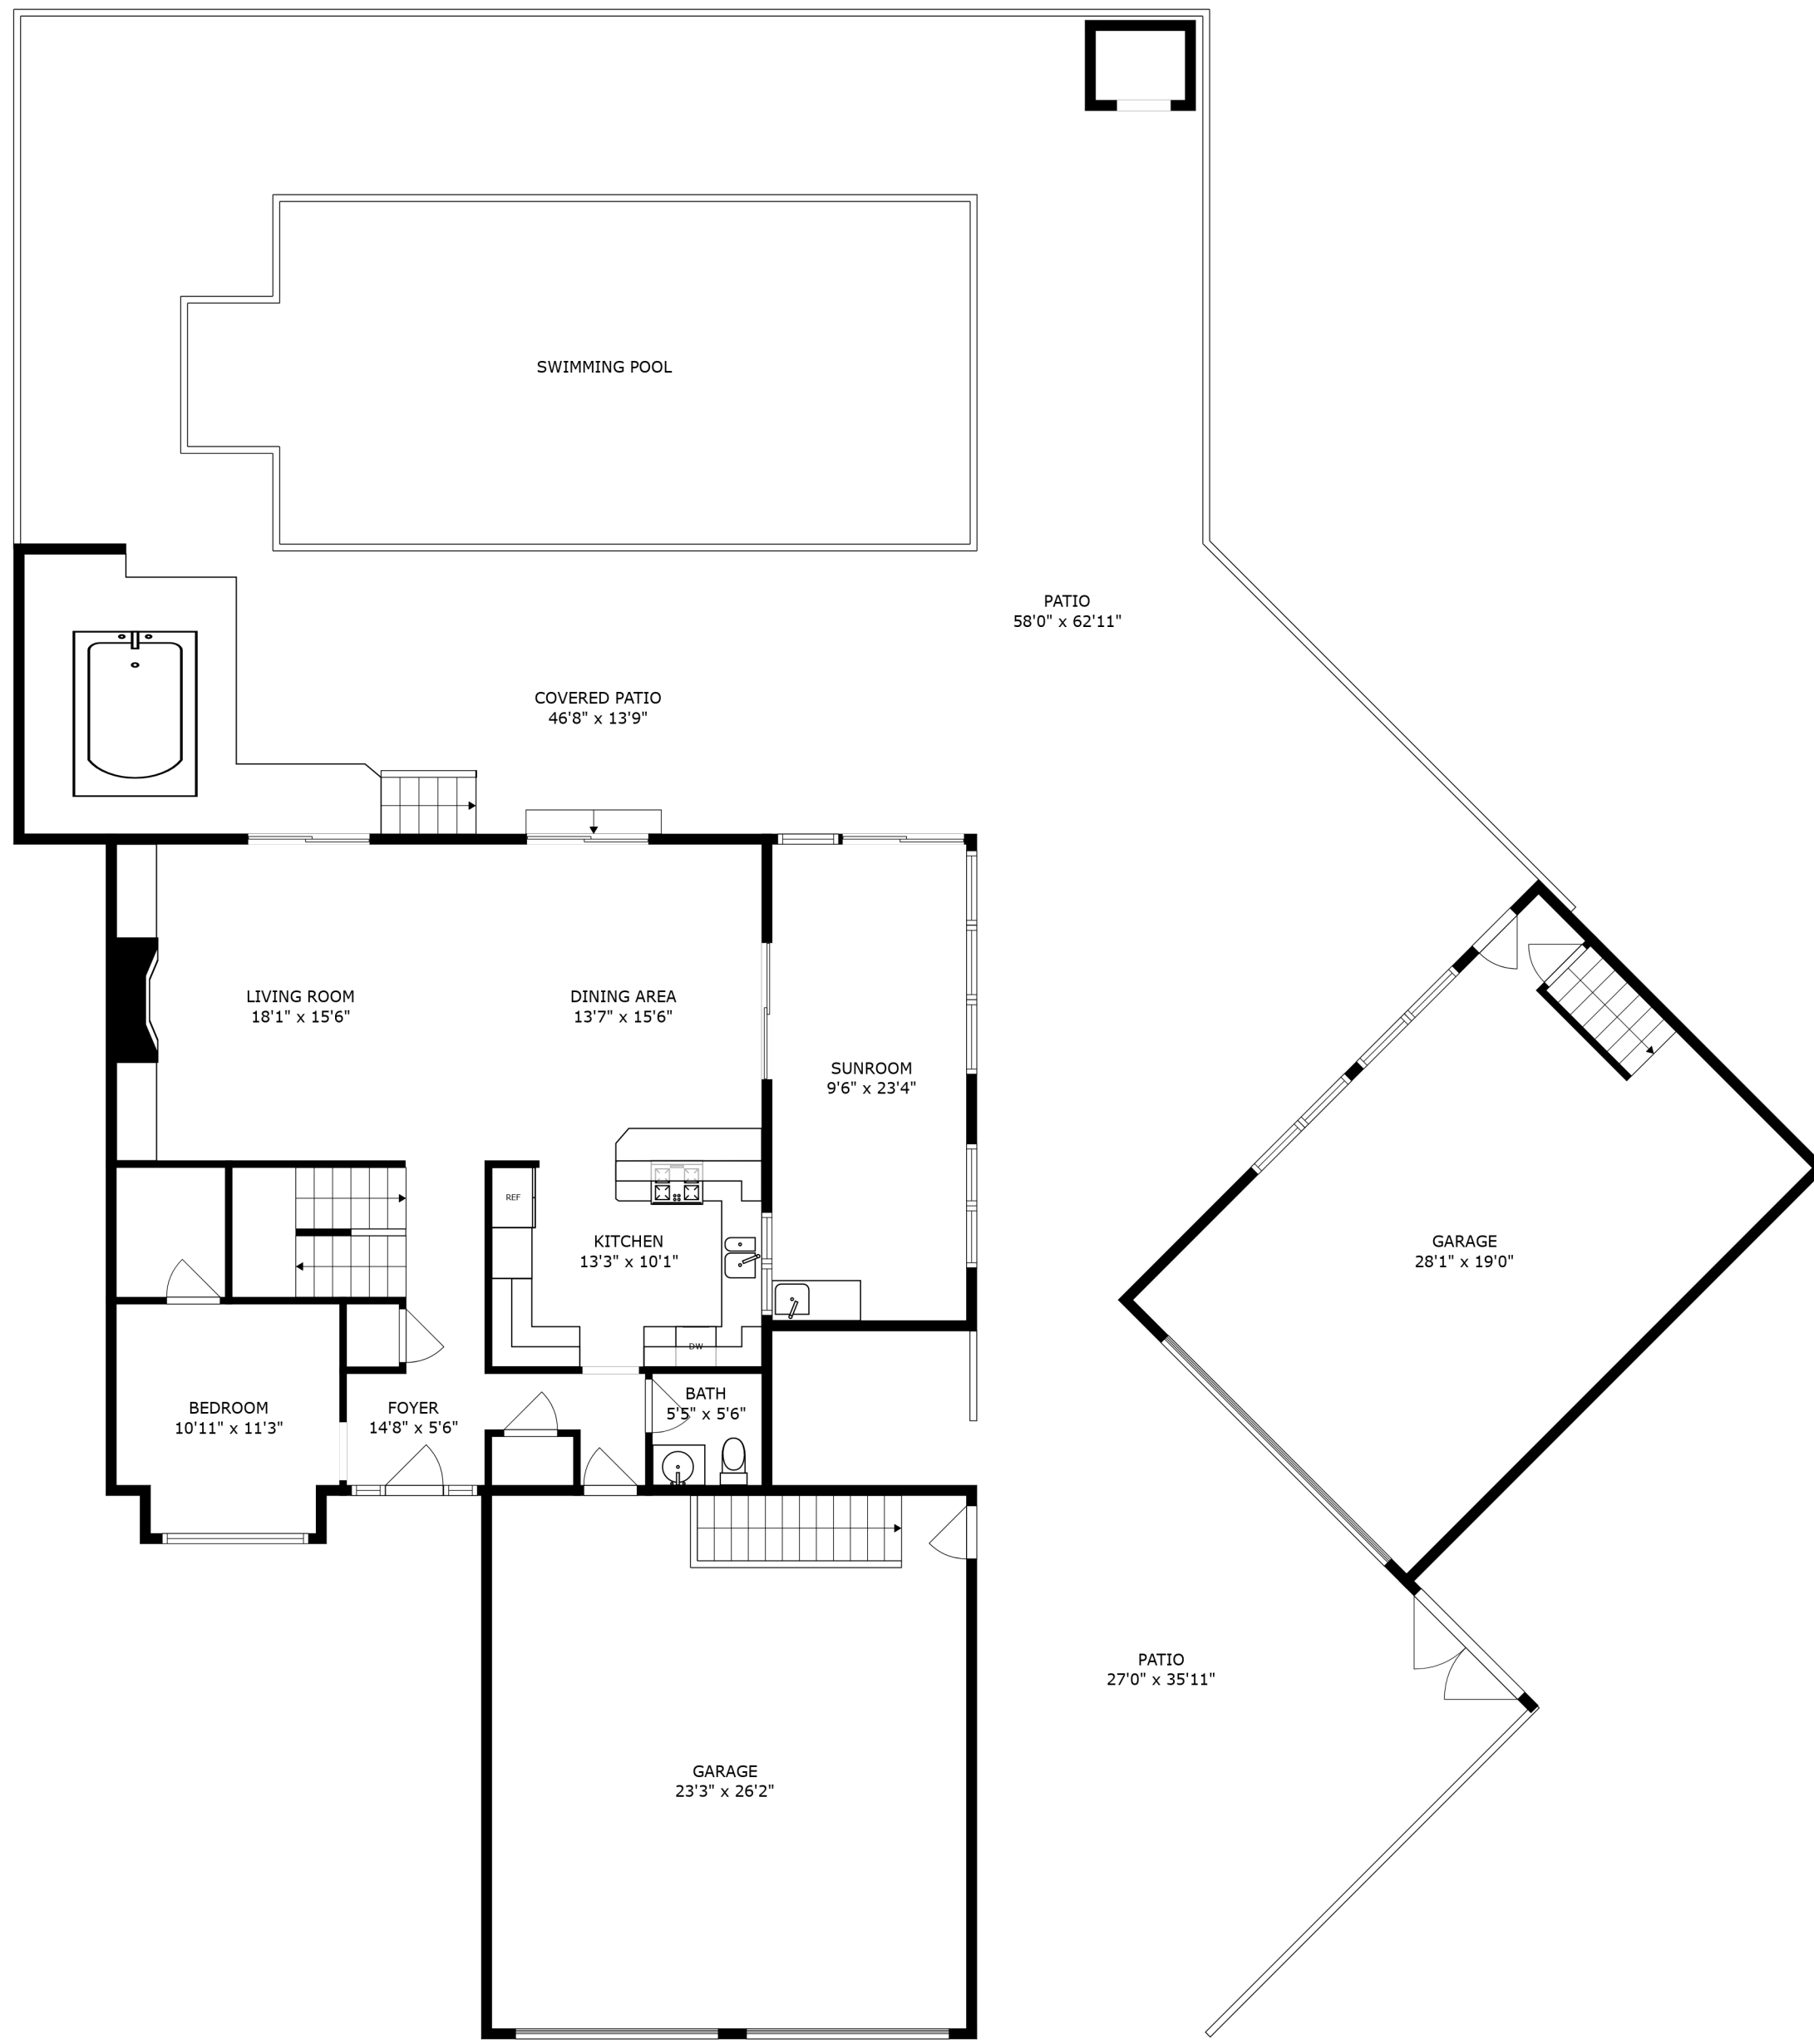 SWIMMING POOL
PATIO
58'0" x 62'11"
COVERED PATIO
46'8" x 13'9"
LIVING ROOM
18'1" x 15'6"
DINING AREA
13'7" x 15'6"
SUNROOM
9'6" x 23'4"
REF
KITCHEN
13'3" x 10'1"
GARAGE
28'1" x 19'0"
DW
BEDROOM
10'11" x 11'3"
FOYER
14'8" x 5'6"
BATH
5'5" x 5'6"
PATIO
27'0" x 35'11"
GARAGE
23'3" x 26'2"